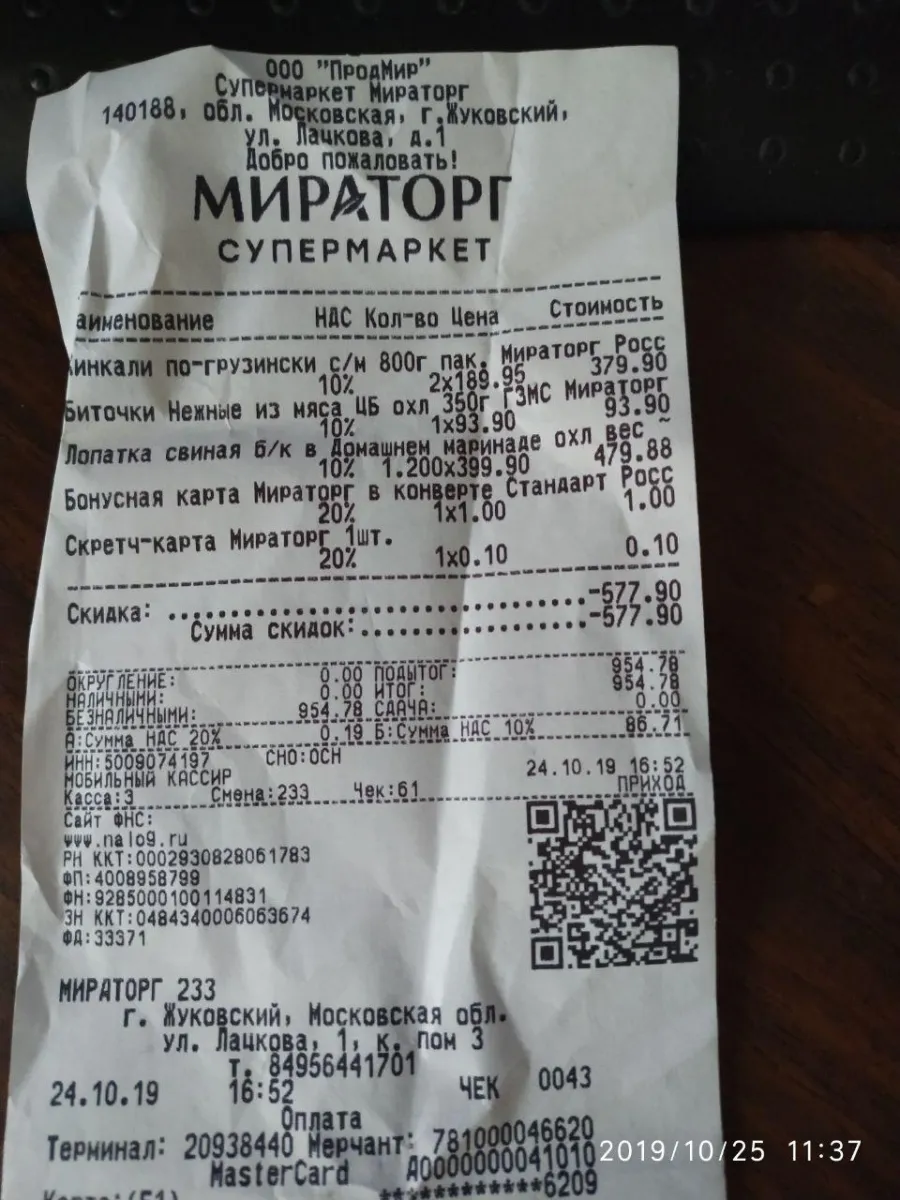 ООО "ПродМир"
Супермаркет Мираторг
140188, обл. Московская, г.Жуковский,
ул. Лацкова, д.1
Добро пожаловать!
МИРАТОРГ
СУПЕРМАРКЕТ
аименование НДС Кол-во Цена Стоимость
инкали по-грузински с/м 800г пак. Мираторг Росс
10% 2x189.95 379.90
Биточки Нежные из мяса ЦБ охл 350г ГЗМС Мираторг
10% 1x93.90 93.90
Лопатка свиная б/к в Домашнем маринаде охл вес ~
10% 1.200x399.90 479.88
Бонусная карта Мираторг в конверте Стандарт Росс
20% 1x1.00 1.00
Скретч-карта Мираторг 1шт.
20% 1x0.10 0.10
Скидка: -577.90
Сумма скидок: -577.90
ОКРУГЛЕНИЕ: 0.00 ПОДЫТОГ: 954.78
НАЛИЧНЫМИ: 0.00 ИТОГ: 954.78
БЕЗНАЛИЧНЫМИ: 954.78 СДАЧА: 0.00
А:Сумма НДС 20% 0.19 Б:Сумма НДС 10% 86.71
ИНН:5009074197 СНО:ОСН
МОБИЛЬНЫЙ КАССИР 24.10.19 16:52
Касса:3 Смена:233 Чек:61 ПРИХОД
Сайт ФНС:
www.nalog.ru
РН ККТ:0002930828061783
ФП:4008958799
ФН:9285000100114831
ЗН ККТ:0484340006063674
ФД:33371
МИРАТОРГ 233
г. Жуковский, Московская обл.
ул. Лацкова, 1, к. пом 3
т. 84956441701
24.10.19 16:52 ЧЕК 0043
Оплата
Терминал: 20938440 Мерчант: 781000046620
MasterCard A0000000041010
Карта:(E1) ************6209
2019/10/25 11:37